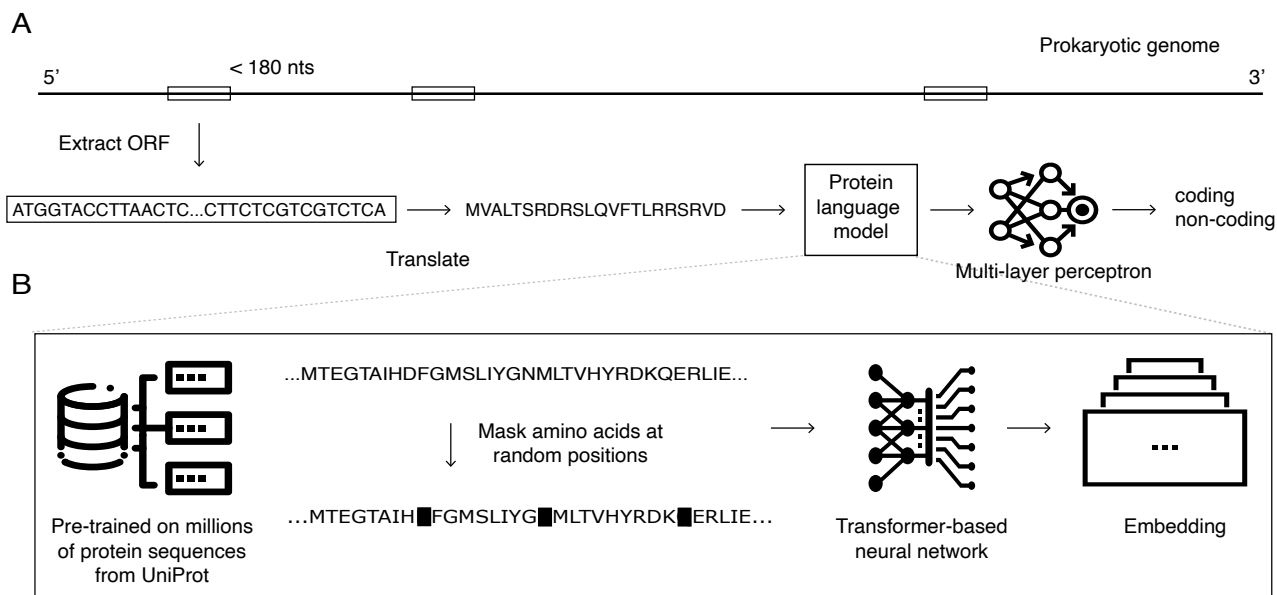 A
Prokaryotic genome
< 180 nts
5’
3’
Extract ORF
ATGGTACCTTAACTC...CTTCTCGTCGTCTCA
MVALTSRDRSLQVFTLRRSRVD
Protein
language
model
coding
non-coding
Translate
Multi-layer perceptron
B
...MTEGTAIHDFGMSLIYGNMLTVHYRDKQERLIE...
Mask amino acids at
random positions
...MTEGTAIH█FGMSLIYG█MLTVHYRDK█ERLIE...
Pre-trained on millions
of protein sequences
from UniProt
Transformer-based
neural network
Embedding